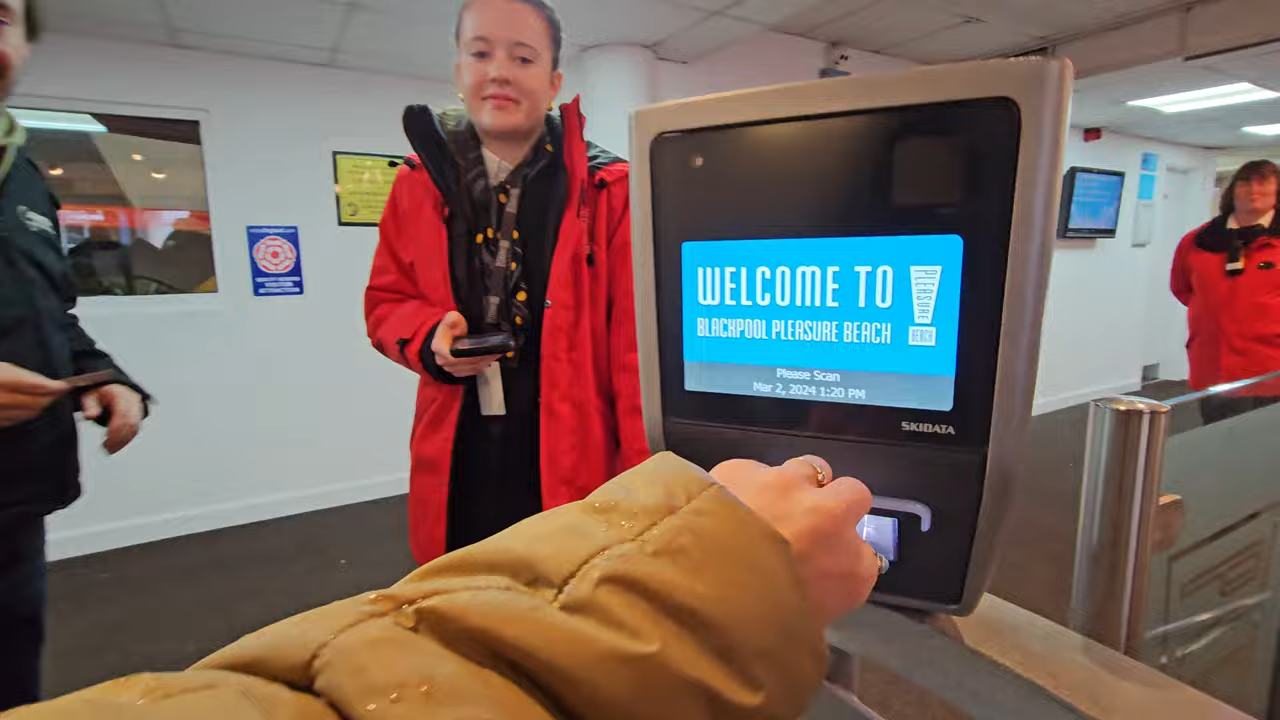 WELCOME TO
BLACKPOOL PLEASURE BEACH
PLEASURE
BEACH
Please Scan
Mar 2, 2024 1:20 PM
SKIDATA